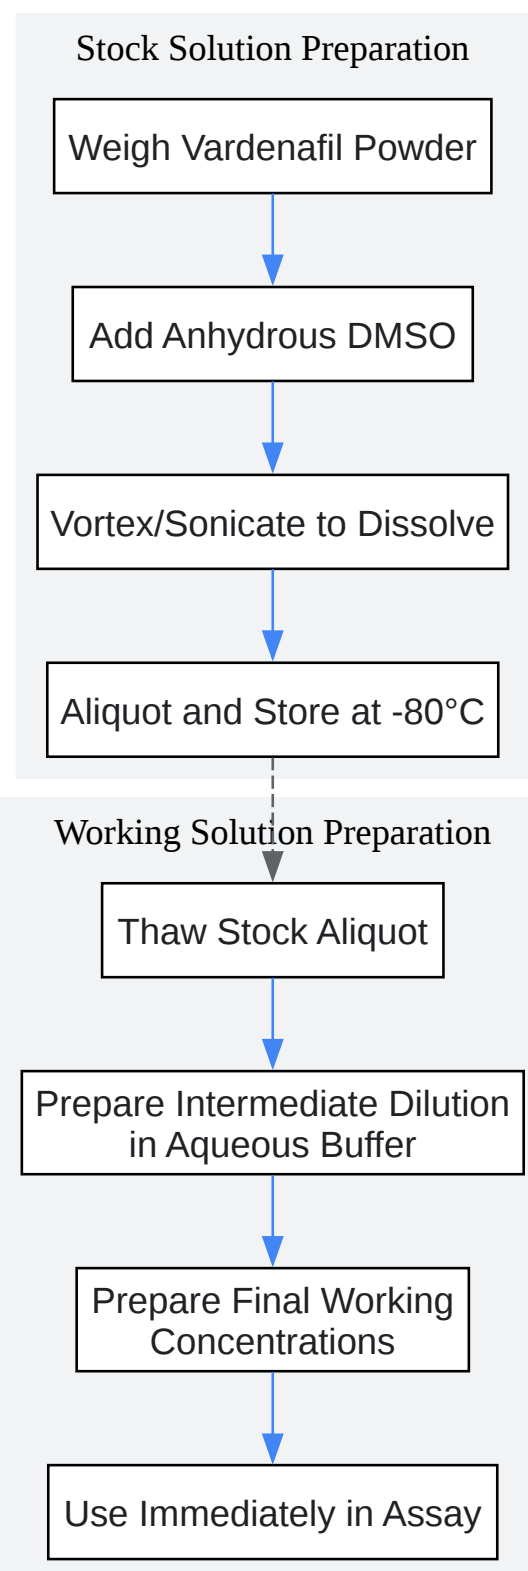 Stock Solution Preparation
Weigh Vardenafil Powder
Add Anhydrous DMSO
Vortex/Sonicate to Dissolve
Aliquot and Store at -80°C
Working Solution Preparation
Thaw Stock Aliquot
Prepare Intermediate Dilution
in Aqueous Buffer
Prepare Final Working
Concentrations
Use Immediately in Assay